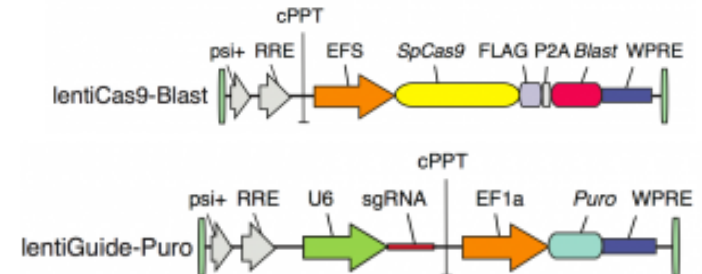 cPPT
psi+ RRE EFS SpCas9 FLAG P2A Blast WPRE
lentiCas9-Blast
cPPT
psi+ RRE U6 sgRNA EF1a Puro WPRE
lentiGuide-Puro